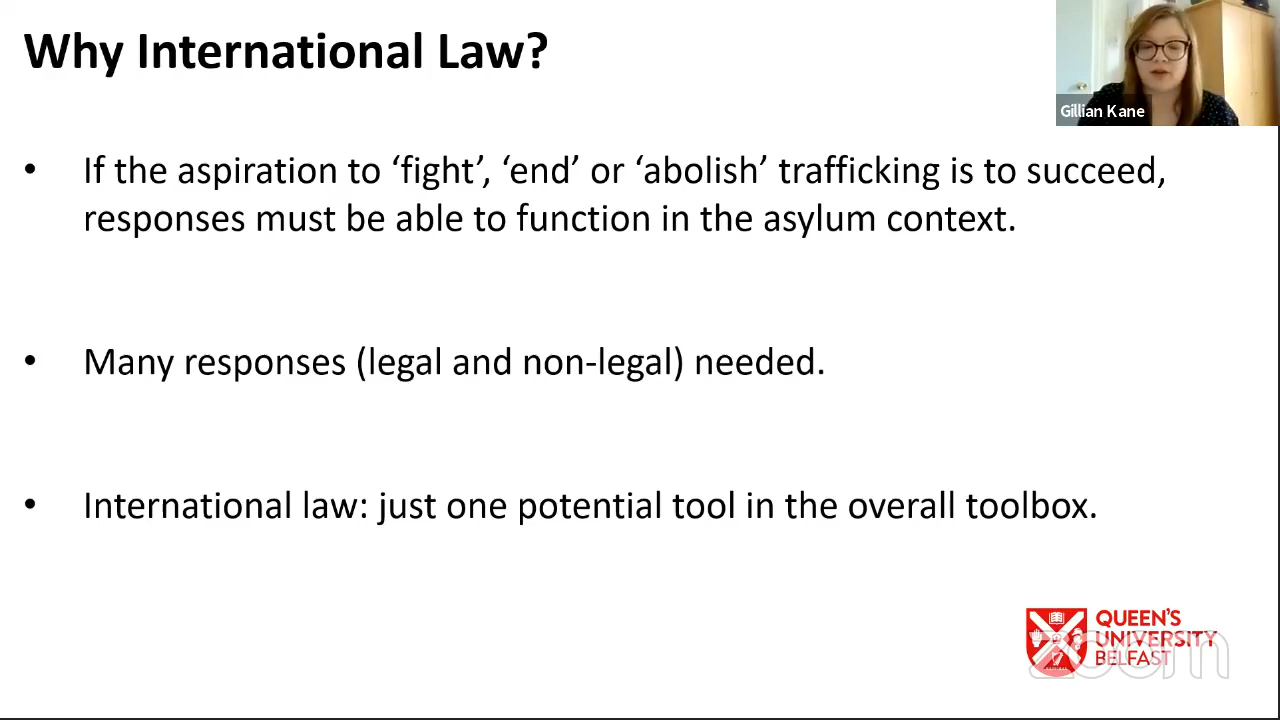 Why International Law?
Gillian Kane
• If the aspiration to ‘fight’, ‘end’ or ‘abolish’ trafficking is to succeed,
responses must be able to function in the asylum context.
• Many responses (legal and non-legal) needed.
• International law: just one potential tool in the overall toolbox.
QUEEN'S
UNIVERSITY
BELFAST
zoom